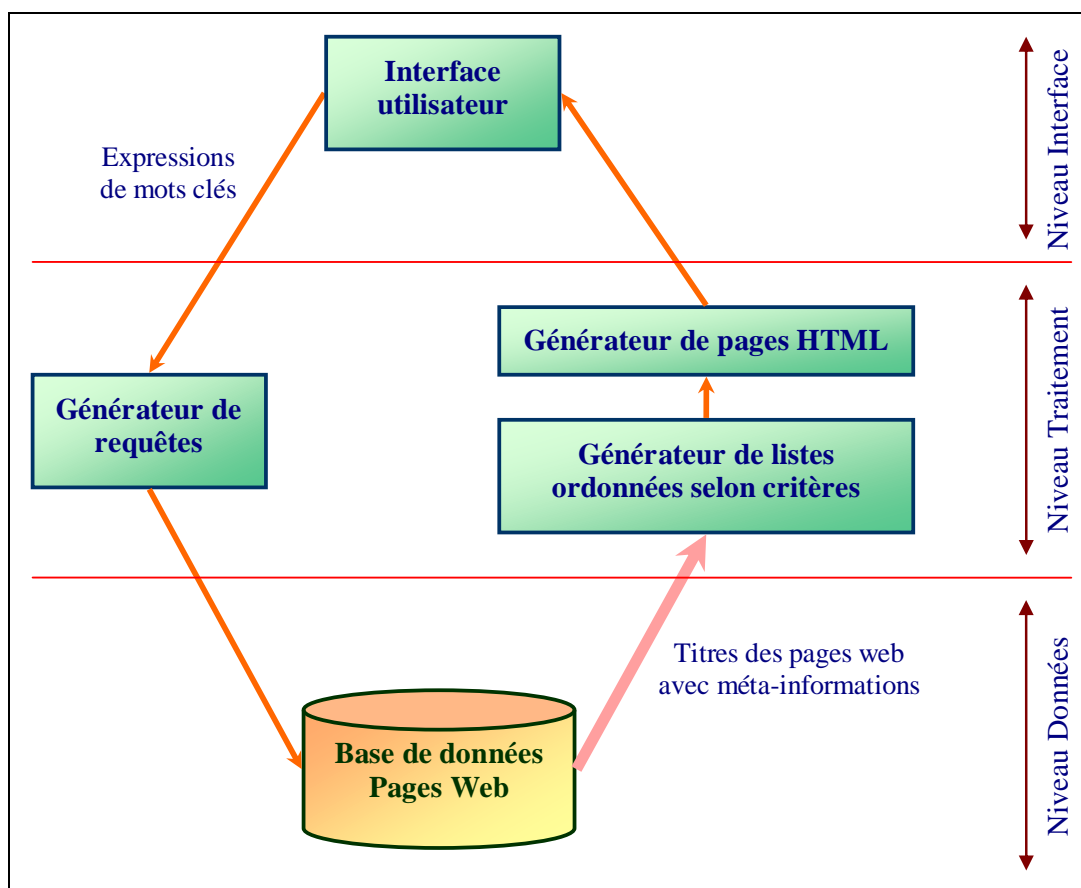 Interface
utilisateur
Niveau Interface
Expressions
de mots clés
Générateur de pages HTML
Générateur de
requêtes
Générateur de listes
ordonnées selon critères
Niveau Traitement
Titres des pages web
avec méta-informations
Base de données
Pages Web
Niveau Données